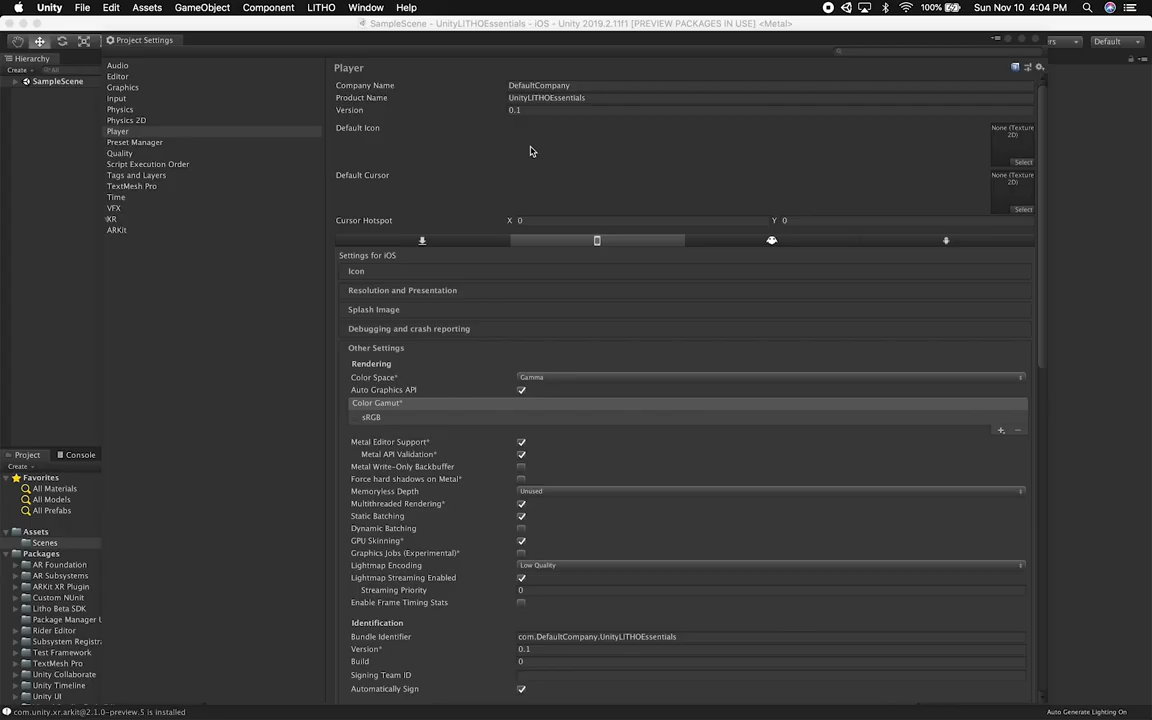 Unity File Edit Assets GameObject Component LITHO Window Help 100% Sun Nov 10 4:04 PM
SampleScene - UnityLITHOEssentials - iOS - Unity 2019.2.11f1 [PREVIEW PACKAGES IN USE] <Metal>
Project Settings
Default
Hierarchy
Create All
SampleScene
Audio
Editor
Graphics
Input
Physics
Physics 2D
Player
Preset Manager
Quality
Script Execution Order
Tags and Layers
TextMesh Pro
Time
VFX
XR
ARKit
Player
Company Name DefaultCompany
Product Name UnityLITHOEssentials
Version 0.1
Default Icon
None (Texture 2D)
Select
Default Cursor
None (Texture 2D)
Select
Cursor Hotspot X 0 Y 0
Settings for iOS
Icon
Resolution and Presentation
Splash Image
Debugging and crash reporting
Other Settings
Rendering
Color Space* Gamma
Auto Graphics API
Color Gamut*
sRGB
Metal Editor Support*
Metal API Validation*
Metal Write-Only Backbuffer
Force hard shadows on Metal*
Memoryless Depth Unused
Multithreaded Rendering*
Static Batching
Dynamic Batching
GPU Skinning*
Graphics Jobs (Experimental)*
Lightmap Encoding Low Quality
Lightmap Streaming Enabled
Streaming Priority 0
Enable Frame Timing Stats
Identification
Bundle Identifier com.DefaultCompany.UnityLITHOEssentials
Version* 0.1
Build 0
Signing Team ID
Automatically Sign
Project Console
Create
Favorites
All Materials
All Models
All Prefabs
Assets
Scenes
Packages
AR Foundation
AR Subsystems
ARKit XR Plugin
Custom NUnit
Litho Beta SDK
Package Manager U
Rider Editor
Subsystem Registra
Test Framework
TextMesh Pro
Unity Collaborate
Unity Timeline
Unity UI
com.unity.xr.arkit@2.1.0-preview.5 is installed
Auto Generate Lighting On